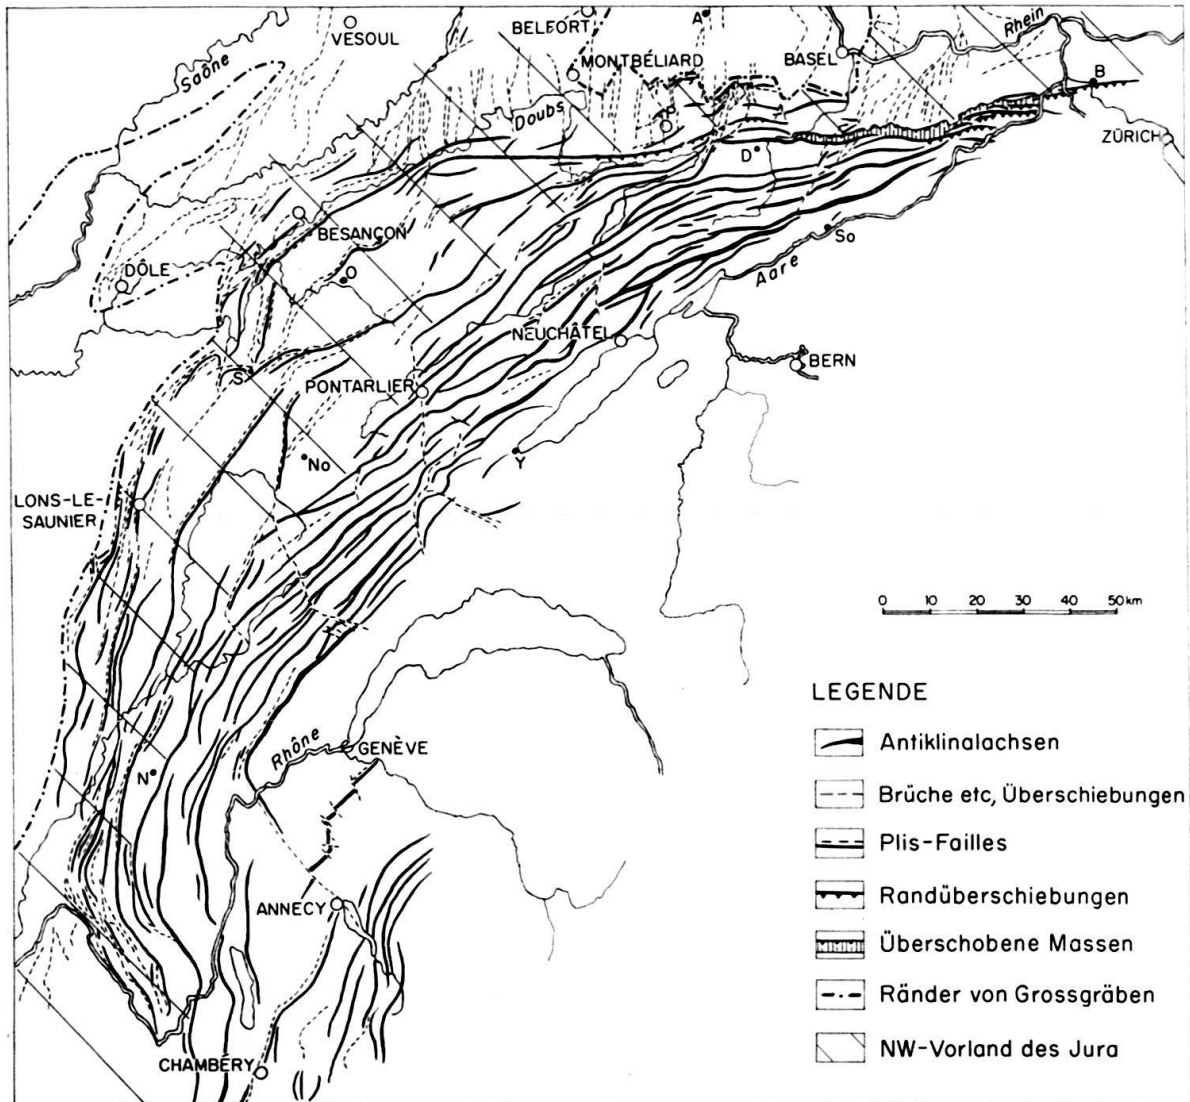 VESOUL
BELFORT
A
Rhein
Saône
MONTBÉLIARD
BASEL
B
Doubs
P
ZÜRICH
D
BESANÇON
So
DÔLE
O
Aare
NEUCHÂTEL
BERN
S
PONTARLIER
No
Y
LONS-LE-
SAUNIER
0 10 20 30 40 50 km
LEGENDE
Antiklinalachsen
Brüche etc, Überschiebungen
Plis-Failles
Randüberschiebungen
Überschobene Massen
Ränder von Grossgräben
NW-Vorland des Jura
Rhône
GENÈVE
N
ANNECY
CHAMBÉRY